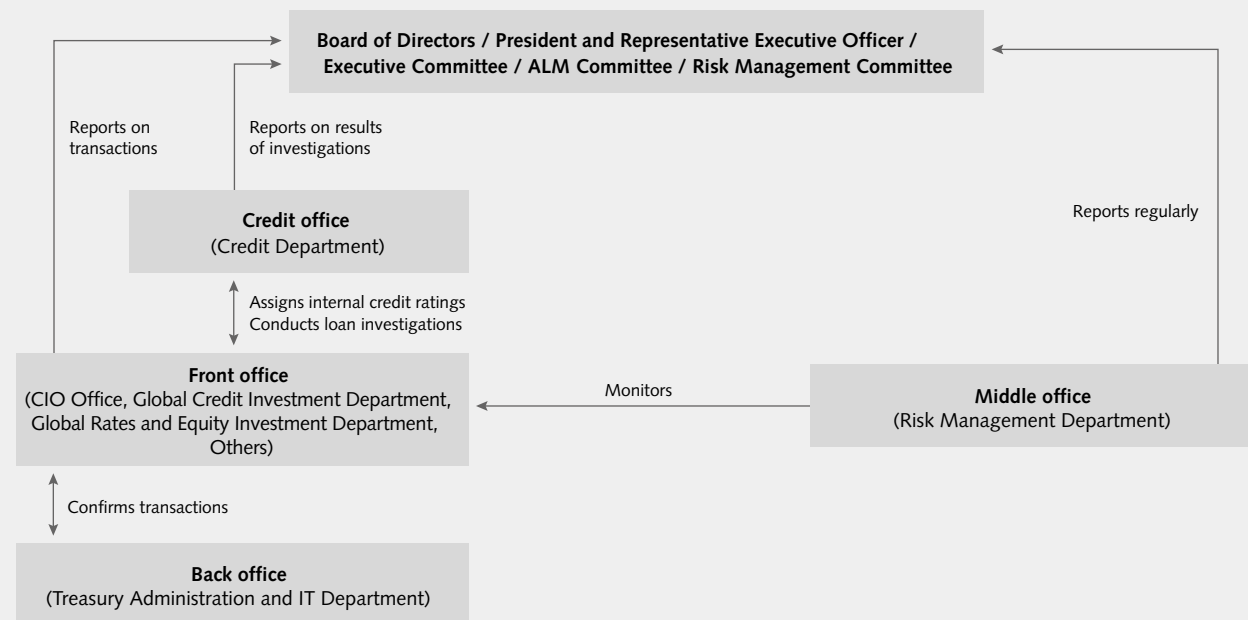 Board of Directors / President and Representative Executive Officer /
Executive Committee / ALM Committee / Risk Management Committee
Reports on
transactions
Reports on results
of investigations
Reports regularly
Credit office
(Credit Department)
Assigns internal credit ratings
Conducts loan investigations
Front office
(CIO Office, Global Credit Investment Department,
Global Rates and Equity Investment Department,
Others)
Monitors
Middle office
(Risk Management Department)
Confirms transactions
Back office
(Treasury Administration and IT Department)